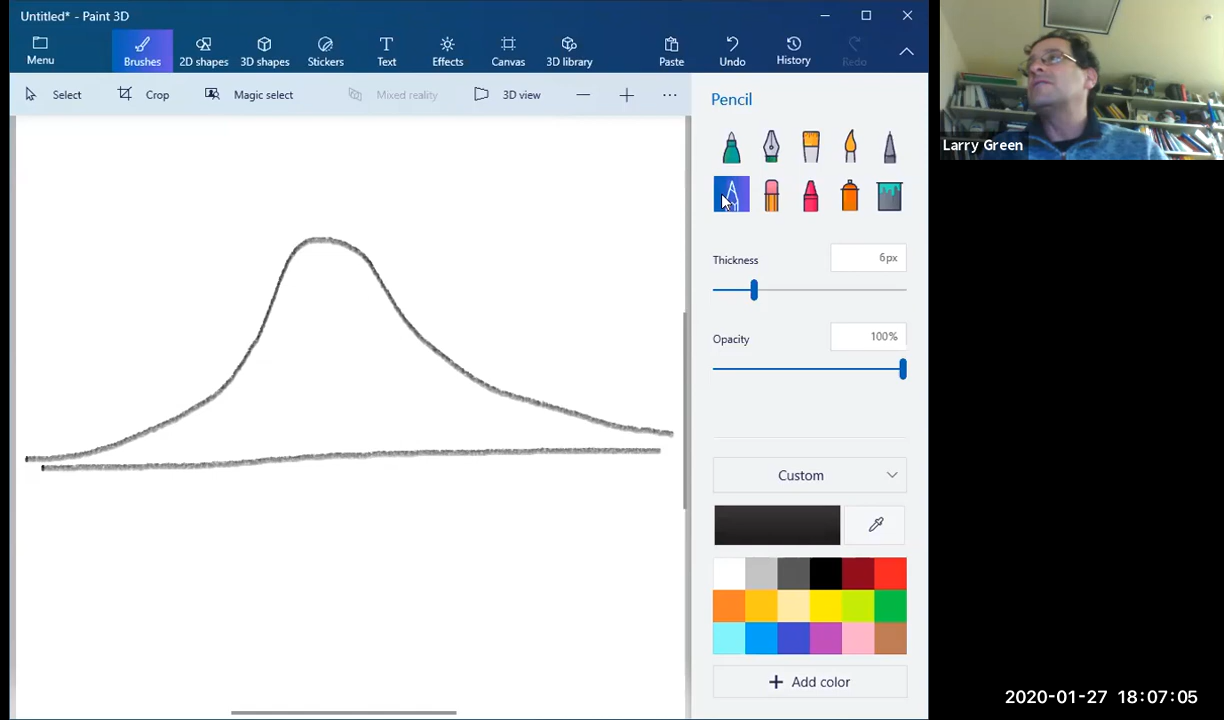 Untitled* - Paint 3D
Menu Brushes 2D shapes 3D shapes Stickers Text Effects Canvas 3D library Paste Undo History Redo
Select Crop Magic select Mixed reality 3D view
Pencil
Larry Green
Thickness 6px
Opacity 100%
Custom
+ Add color
2020-01-27 18:07:05